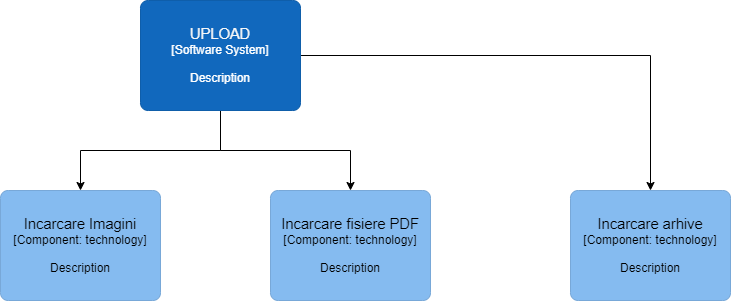 UPLOAD
[Software System]
Description
Incarcare Imagini
[Component: technology]
Description
Incarcare fisiere PDF
[Component: technology]
Description
Incarcare arhive
[Component: technology]
Description